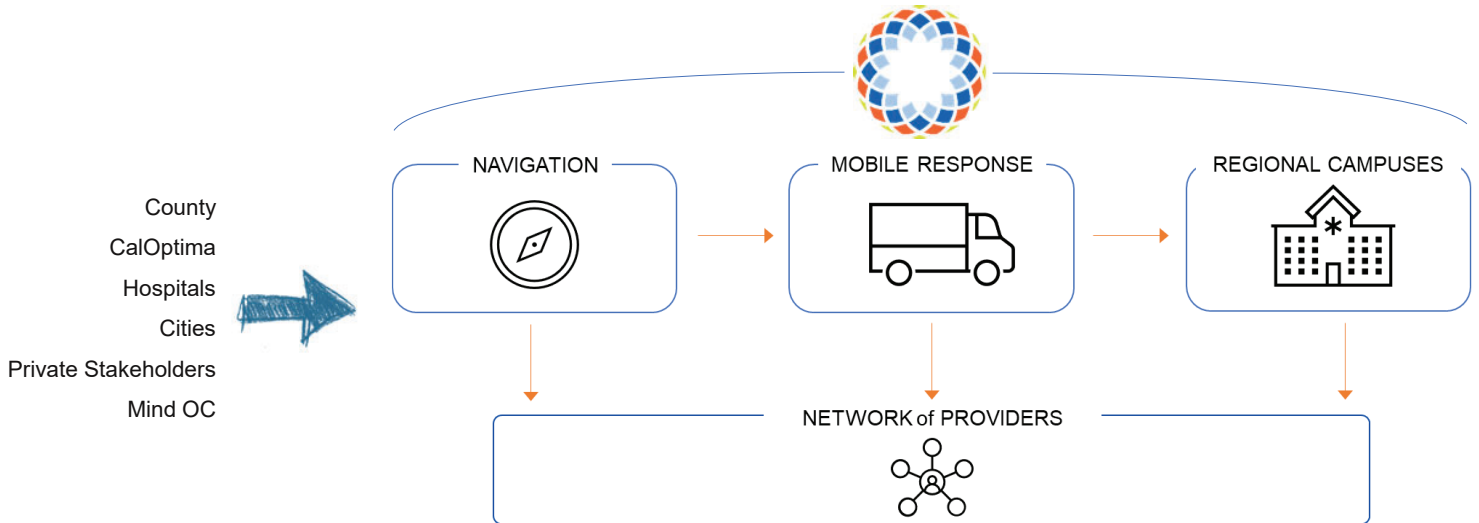 County
CalOptima
Hospitals
Cities
Private Stakeholders
Mind OC
NAVIGATION
MOBILE RESPONSE
REGIONAL CAMPUSES
NETWORK of PROVIDERS